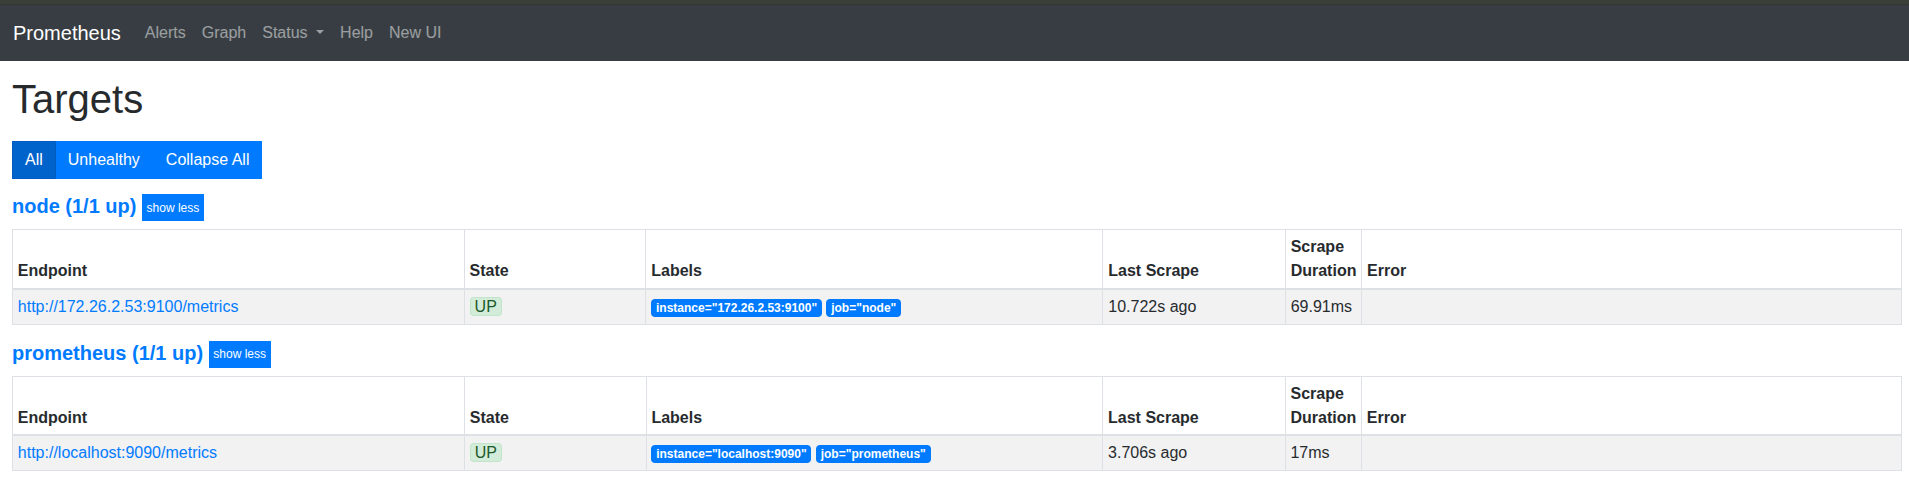 Prometheus Alerts Graph Status Help New UI
Targets
All Unhealthy Collapse All
node (1/1 up) show less
Endpoint State Labels Last Scrape Scrape Duration Error
http://172.26.2.53:9100/metrics UP instance="172.26.2.53:9100" job="node" 10.722s ago 69.91ms
prometheus (1/1 up) show less
Endpoint State Labels Last Scrape Scrape Duration Error
http://localhost:9090/metrics UP instance="localhost:9090" job="prometheus" 3.706s ago 17ms